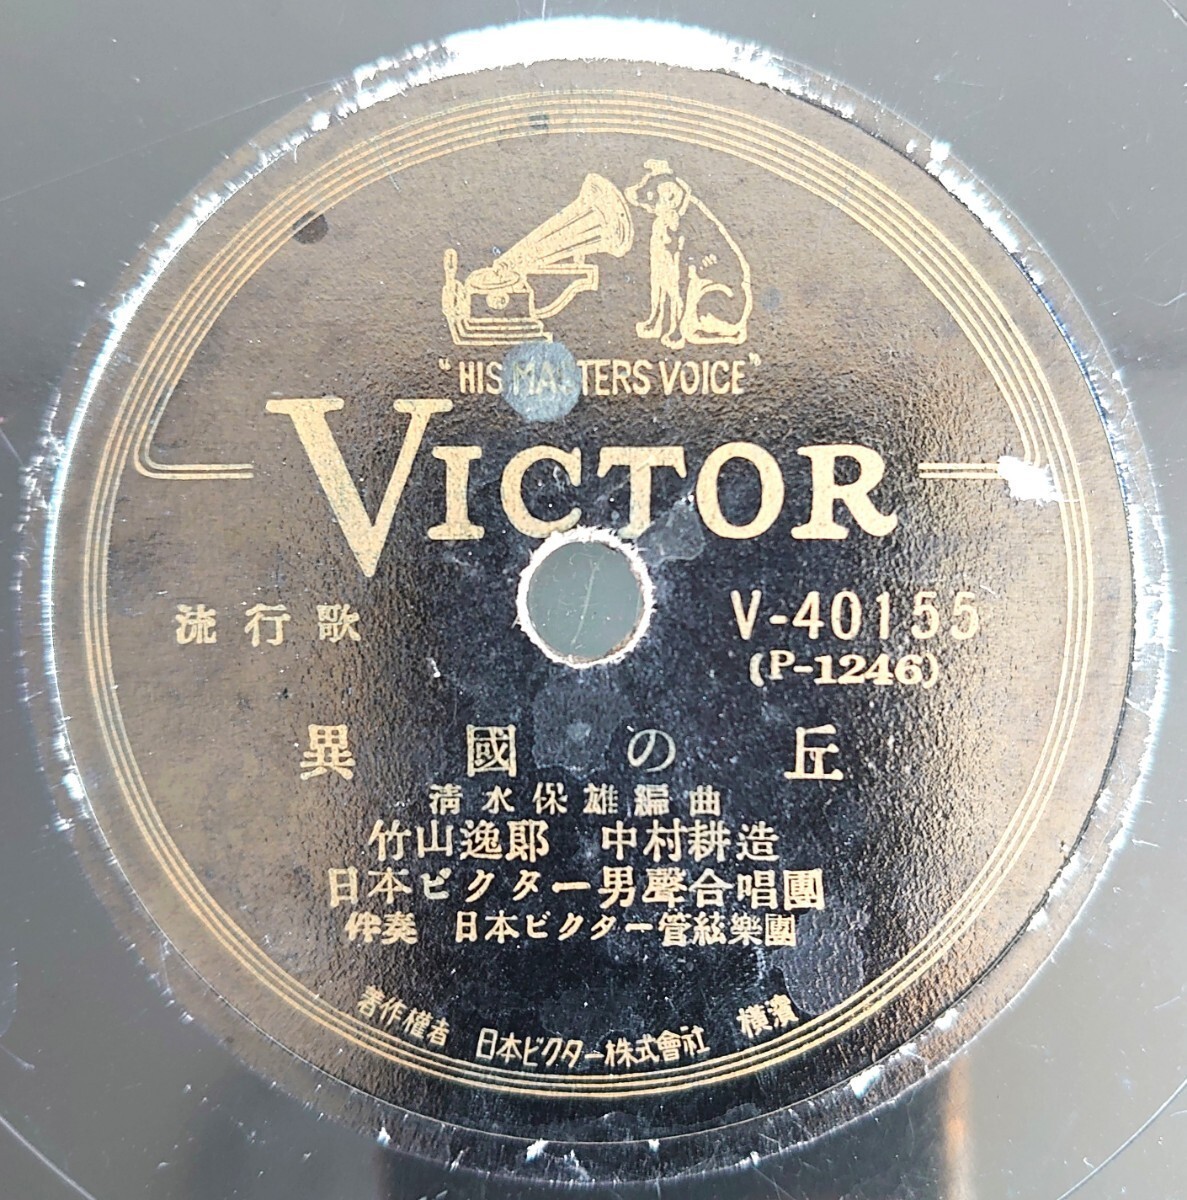 "HIS MASTERS VOICE"
VICTOR
流行歌
V-40155
(P-1246)
異國の丘
清水保雄編曲
竹山逸郎 中村耕造
日本ビクター男聲合唱團
伴奏 日本ビクター管絃樂團
著作權者 日本ビクター株式會社 橫濱